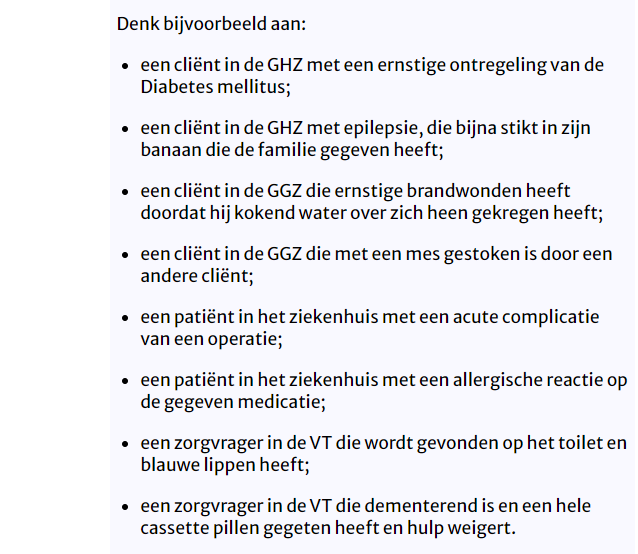 Denk bijvoorbeeld aan:
• een cliënt in de GHZ met een ernstige ontregeling van de
Diabetes mellitus;
• een cliënt in de GHZ met epilepsie, die bijna stikt in zijn
banaan die de familie gegeven heeft;
• een cliënt in de GGZ die ernstige brandwonden heeft
doordat hij kokend water over zich heen gekregen heeft;
• een cliënt in de GGZ die met een mes gestoken is door een
andere cliënt;
• een patiënt in het ziekenhuis met een acute complicatie
van een operatie;
• een patiënt in het ziekenhuis met een allergische reactie op
de gegeven medicatie;
• een zorgvrager in de VT die wordt gevonden op het toilet en
blauwe lippen heeft;
• een zorgvrager in de VT die dementerend is en een hele
cassette pillen gegeten heeft en hulp weigert.